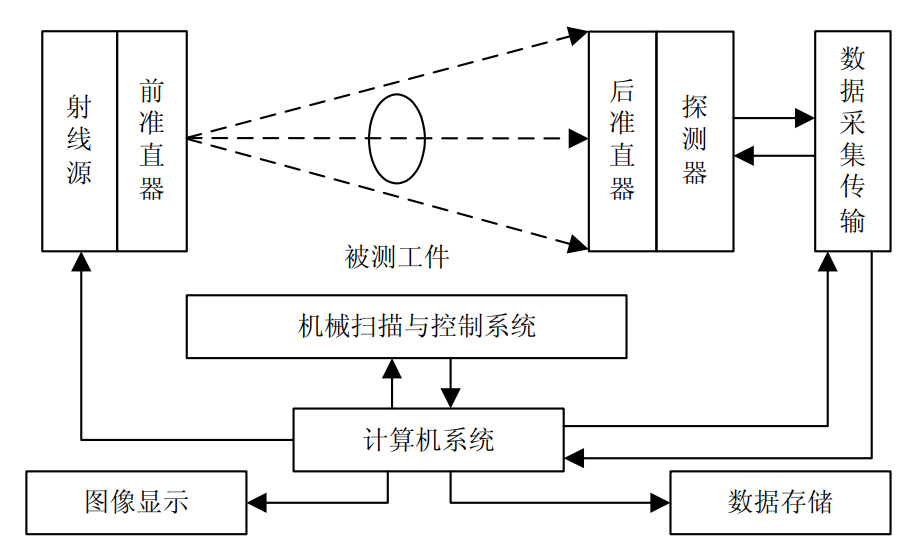 射线源
前准直器
后准直器
探测器
数据采集传输
被测工件
机械扫描与控制系统
计算机系统
图像显示
数据存储